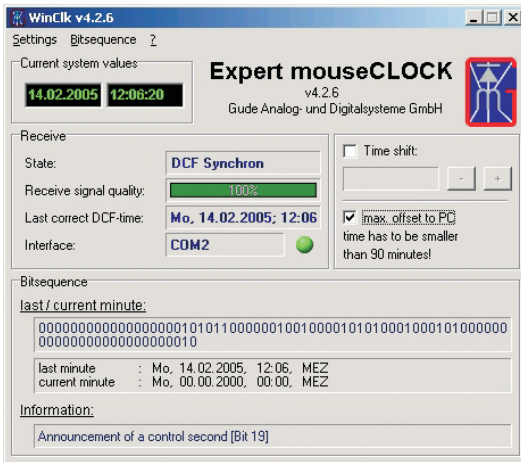 WinClk v4.2.6
Settings Bitsequence ?
Current system values
14.02.2005 12:06:20
Expert mouseCLOCK
v4.2.6
Gude Analog- und Digitalsysteme GmbH
Receive
State: DCF Synchron
Receive signal quality: 100%
Last correct DCF-time: Mo, 14.02.2005; 12:06
Interface: COM2
Time shift:
- +
max. offset to PC
time has to be smaller
than 90 minutes!
Bitsequence
last / current minute:
00000000000000000010101100000010010000101010001000101000000
00000000000000000010
last minute : Mo, 14.02.2005, 12:06, MEZ
current minute : Mo, 00.00.2000, 00:00, MEZ
Information:
Announcement of a control second [Bit 19]